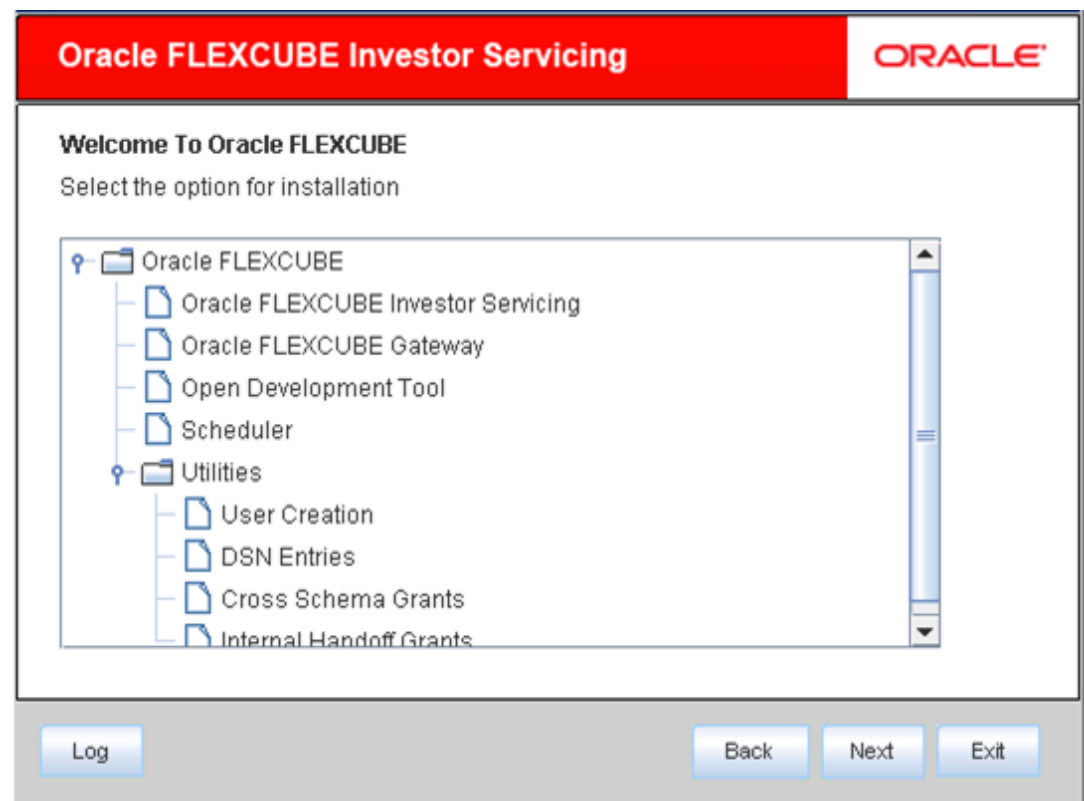 Oracle FLEXCUBE Investor Servicing
ORACLE
Welcome To Oracle FLEXCUBE
Select the option for installation
Oracle FLEXCUBE
Oracle FLEXCUBE Investor Servicing
Oracle FLEXCUBE Gateway
Open Development Tool
Scheduler
Utilities
User Creation
DSN Entries
Cross Schema Grants
Internal Handoff Grants
Log
Back
Next
Exit